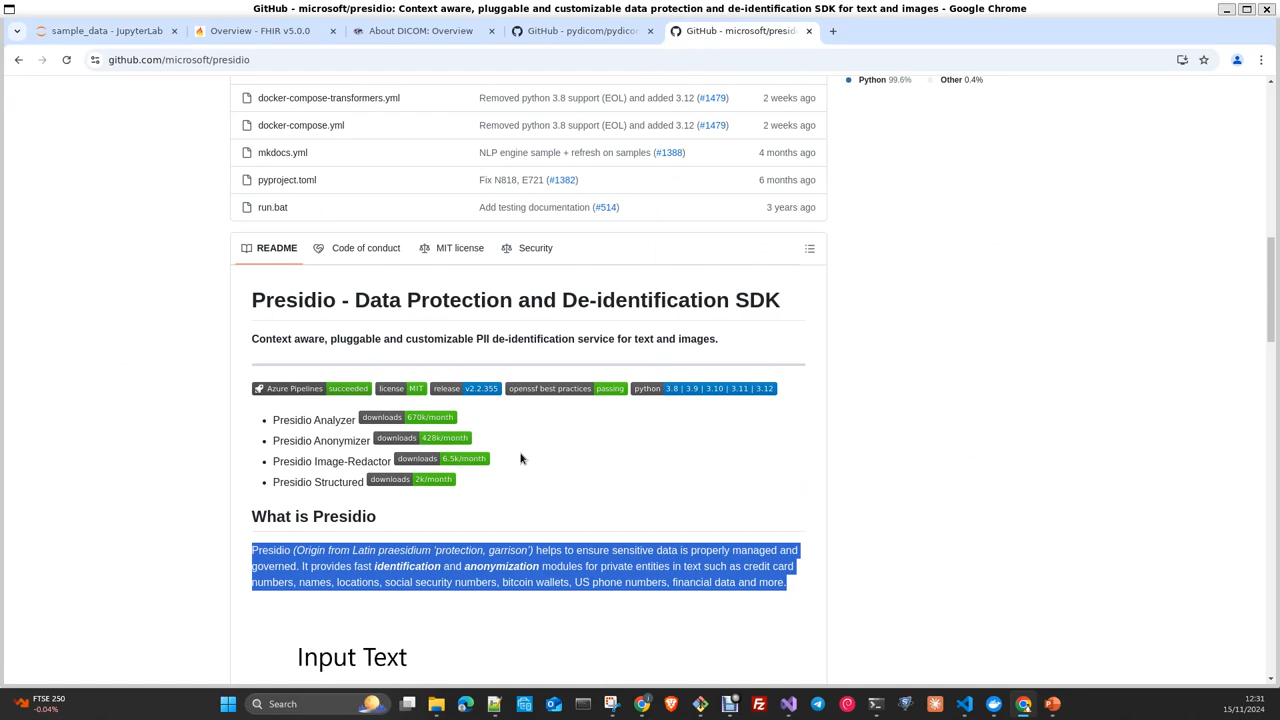 GitHub - microsoft/presidio: Context aware, pluggable and customizable data protection and de-identification SDK for text and images - Google Chrome
sample_data - JupyterLab
Overview - FHIR v5.0.0
About DICOM: Overview
GitHub - pydicom/pydicor
GitHub - microsoft/presid
github.com/microsoft/presidio
Python 99.6% Other 0.4%
docker-compose-transformers.yml Removed python 3.8 support (EOL) and added 3.12 (#1479) 2 weeks ago
docker-compose.yml Removed python 3.8 support (EOL) and added 3.12 (#1479) 2 weeks ago
mkdocs.yml NLP engine sample + refresh on samples (#1388) 4 months ago
pyproject.toml Fix N818, E721 (#1382) 6 months ago
run.bat Add testing documentation (#514) 3 years ago
README Code of conduct MIT license Security
Presidio - Data Protection and De-identification SDK
Context aware, pluggable and customizable PII de-identification service for text and images.
Azure Pipelines succeeded license MIT release v2.2.355 openssf best practices passing python 3.8 | 3.9 | 3.10 | 3.11 | 3.12
Presidio Analyzer downloads 670k/month
Presidio Anonymizer downloads 428k/month
Presidio Image-Redactor downloads 6.5k/month
Presidio Structured downloads 2k/month
What is Presidio
Presidio (Origin from Latin praesidium 'protection, garrison') helps to ensure sensitive data is properly managed and
governed. It provides fast identification and anonymization modules for private entities in text such as credit card
numbers, names, locations, social security numbers, bitcoin wallets, US phone numbers, financial data and more.
Input Text
FTSE 250
-0.04%
Search
12:31
15/11/2024